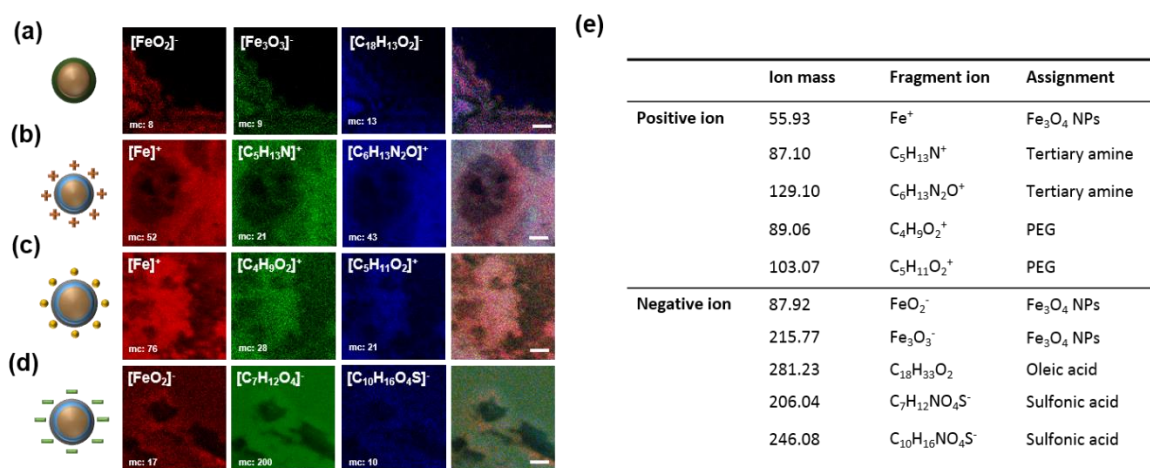 (a)
[FeO₂]⁻ [Fe₃O₃]⁻ [C₁₈H₁₃O₂]⁻
mc: 8 mc: 9 mc: 13
(b)
[Fe]⁺ [C₅H₁₃N]⁺ [C₆H₁₃N₂O]⁺
mc: 52 mc: 21 mc: 43
(c)
[Fe]⁺ [C₄H₉O₂]⁺ [C₅H₁₁O₂]⁺
mc: 76 mc: 28 mc: 21
(d)
[FeO₂]⁻ [C₇H₁₂O₄]⁻ [C₁₀H₁₆O₄S]⁻
mc: 17 mc: 200 mc: 10
(e)
Ion mass Fragment ion Assignment
Positive ion 55.93 Fe⁺ Fe₃O₄ NPs
87.10 C₅H₁₃N⁺ Tertiary amine
129.10 C₆H₁₃N₂O⁺ Tertiary amine
89.06 C₄H₉O₂⁺ PEG
103.07 C₅H₁₁O₂⁺ PEG
Negative ion 87.92 FeO₂⁻ Fe₃O₄ NPs
215.77 Fe₃O₃⁻ Fe₃O₄ NPs
281.23 C₁₈H₃₃O₂ Oleic acid
206.04 C₇H₁₂NO₄S⁻ Sulfonic acid
246.08 C₁₀H₁₆NO₄S⁻ Sulfonic acid